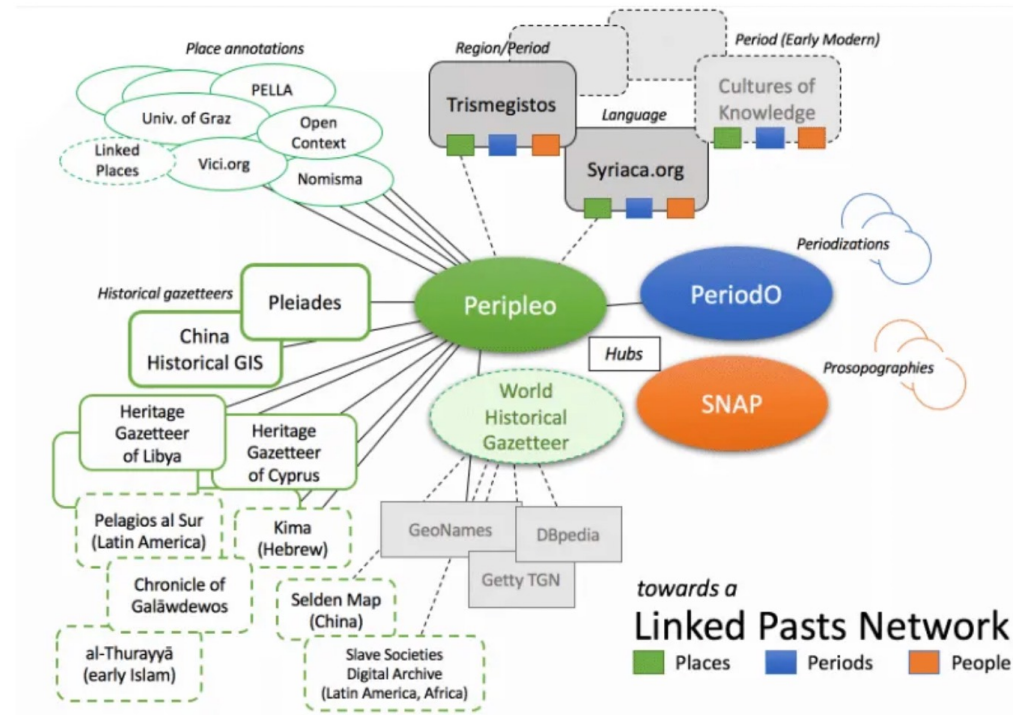 Place annotations
PELLA
Univ. of Graz
Open
Context
Linked
Places
Vici.org
Nomisma
Region/Period
Trismegistos
Language
Syriaca.org
Period (Early Modern)
Cultures of
Knowledge
Periodizations
Historical gazetteers
Pleiades
China
Historical GIS
Peripleo
PeriodO
Hubs
Prosopographies
SNAP
World
Historical
Gazetteer
Heritage
Gazetteer
of Libya
Heritage
Gazetteer
of Cyprus
Pelagios al Sur
(Latin America)
Kima
(Hebrew)
GeoNames
DBpedia
Getty TGN
Chronicle of
Galāwdewos
Selden Map
(China)
al-Thurayyā
(early Islam)
Slave Societies
Digital Archive
(Latin America, Africa)
towards a
Linked Pasts Network
Places
Periods
People